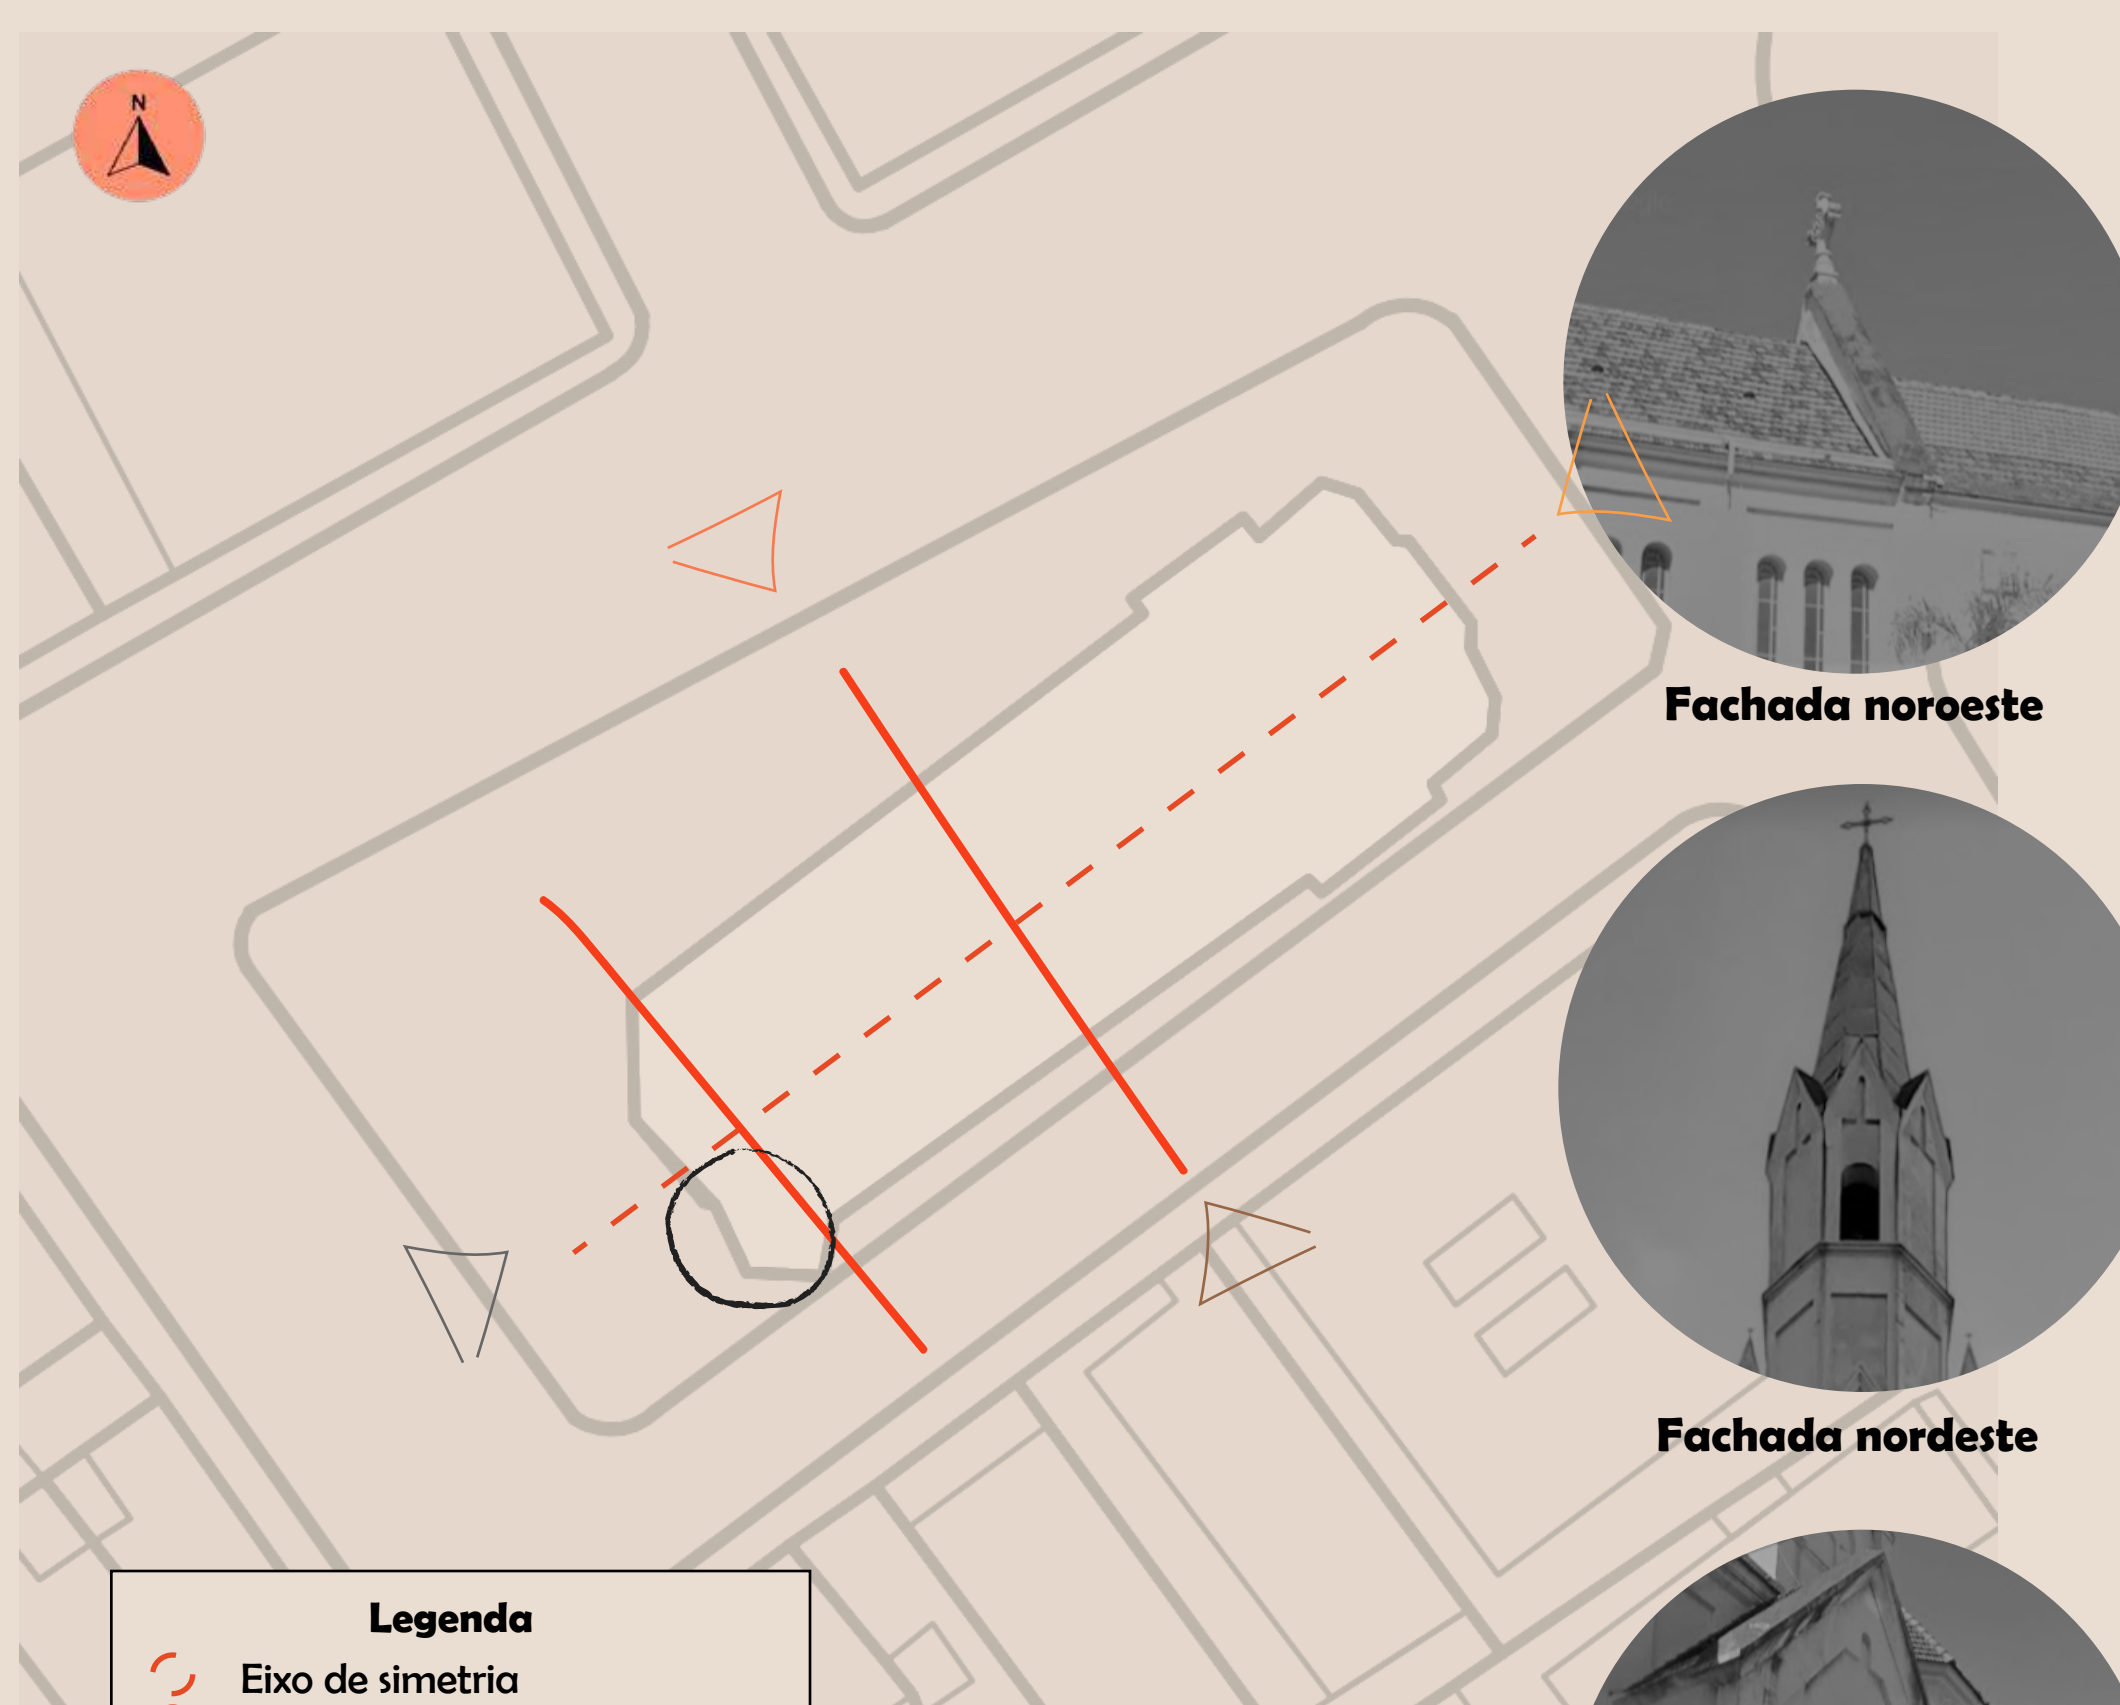 N
Fachada noroeste
Fachada nordeste
Legenda
Eixo de simetria